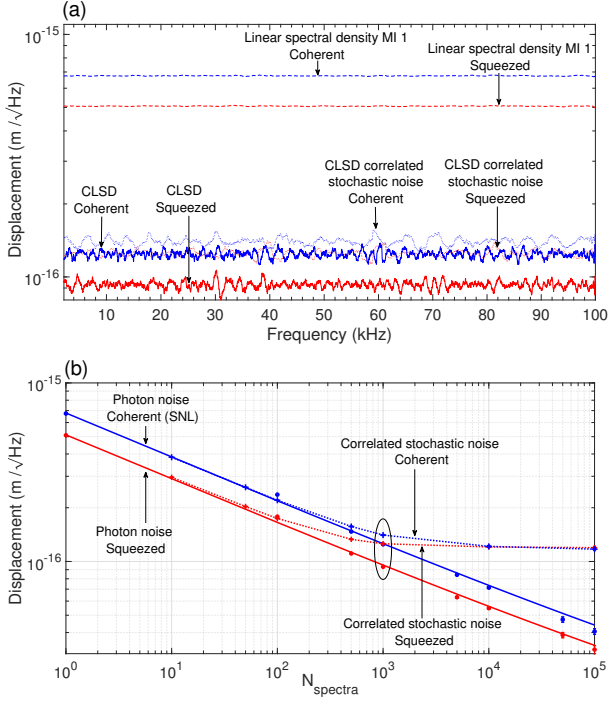 (a)
10^-15
Linear spectral density MI 1
Coherent
Linear spectral density MI 1
Squeezed
CLSD
Coherent
CLSD
Squeezed
CLSD correlated
stochastic noise
Coherent
CLSD correlated
stochastic noise
Squeezed
10^-16
Displacement (m /√Hz)
10 20 30 40 50 60 70 80 90 100
Frequency (kHz)
(b)
10^-15
Photon noise
Coherent (SNL)
Correlated stochastic noise
Coherent
10^-16
Photon noise
Squeezed
Correlated stochastic noise
Squeezed
Displacement (m /√Hz)
10^0 10^1 10^2 10^3 10^4 10^5
N_spectra